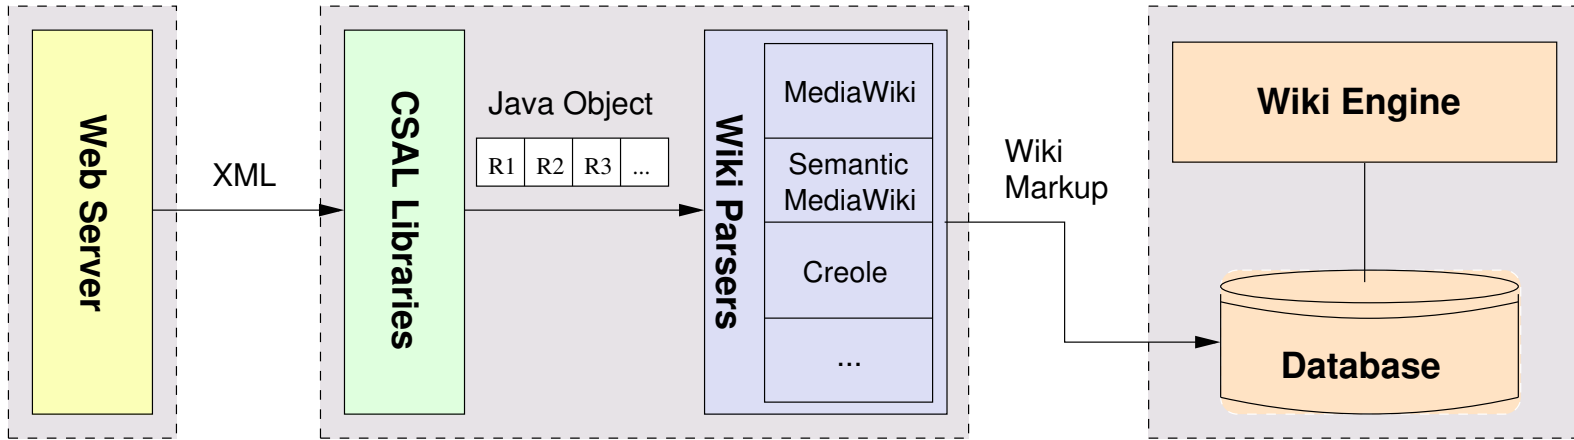 Web Server
XML
CSAL Libraries
Java Object
R1 R2 R3 ...
Wiki Parsers
MediaWiki
Semantic
MediaWiki
Creole
...
Wiki
Markup
Wiki Engine
Database